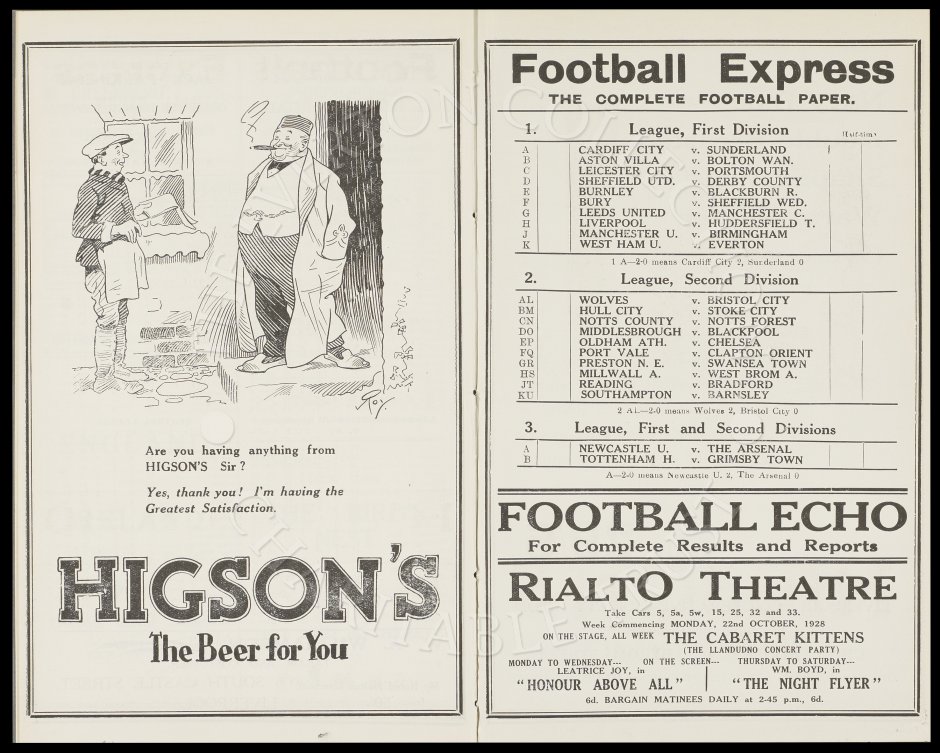 Roy.
Are you having anything from
HIGSON'S Sir?
Yes, thank you! I'm having the
Greatest Satisfaction.
HIGSON'S
The Beer for You
Football Express
THE COMPLETE FOOTBALL PAPER.
1. League, First Division Half-time
A CARDIFF CITY v. SUNDERLAND
B ASTON VILLA v. BOLTON WAN.
C LEICESTER CITY v. PORTSMOUTH
D SHEFFIELD UTD. v. DERBY COUNTY
E BURNLEY v. BLACKBURN R.
F BURY v. SHEFFIELD WED.
G LEEDS UNITED v. MANCHESTER C.
H LIVERPOOL v. HUDDERSFIELD T.
J MANCHESTER U. v. BIRMINGHAM
K WEST HAM U. v. EVERTON
1 A—2-0 means Cardiff City 2, Sunderland 0
2. League, Second Division
AL WOLVES v. BRISTOL CITY
BM HULL CITY v. STOKE CITY
CN NOTTS COUNTY v. NOTTS FOREST
DO MIDDLESBROUGH v. BLACKPOOL
EP OLDHAM ATH. v. CHELSEA
FQ PORT VALE v. CLAPTON ORIENT
GR PRESTON N. E. v. SWANSEA TOWN
HS MILLWALL A. v. WEST BROM A.
JT READING v. BRADFORD
KU SOUTHAMPTON v. BARNSLEY
2 AL—2-0 means Wolves 2, Bristol City 0
3. League, First and Second Divisions
A NEWCASTLE U. v. THE ARSENAL
B TOTTENHAM H. v. GRIMSBY TOWN
A—2-0 means Newcastle U. 2, The Arsenal 0
FOOTBALL ECHO
For Complete Results and Reports
RIALTO THEATRE
Take Cars 5, 5a, 5w, 15, 25, 32 and 33.
Week Commencing MONDAY, 22nd OCTOBER, 1928
ON THE STAGE, ALL WEEK THE CABARET KITTENS
(THE LLANDUDNO CONCERT PARTY)
MONDAY TO WEDNESDAY--- ON THE SCREEN--- THURSDAY TO SATURDAY---
LEATRICE JOY, in WM. BOYD, in
"HONOUR ABOVE ALL" "THE NIGHT FLYER"
6d. BARGAIN MATINEES DAILY at 2-45 p.m., 6d.